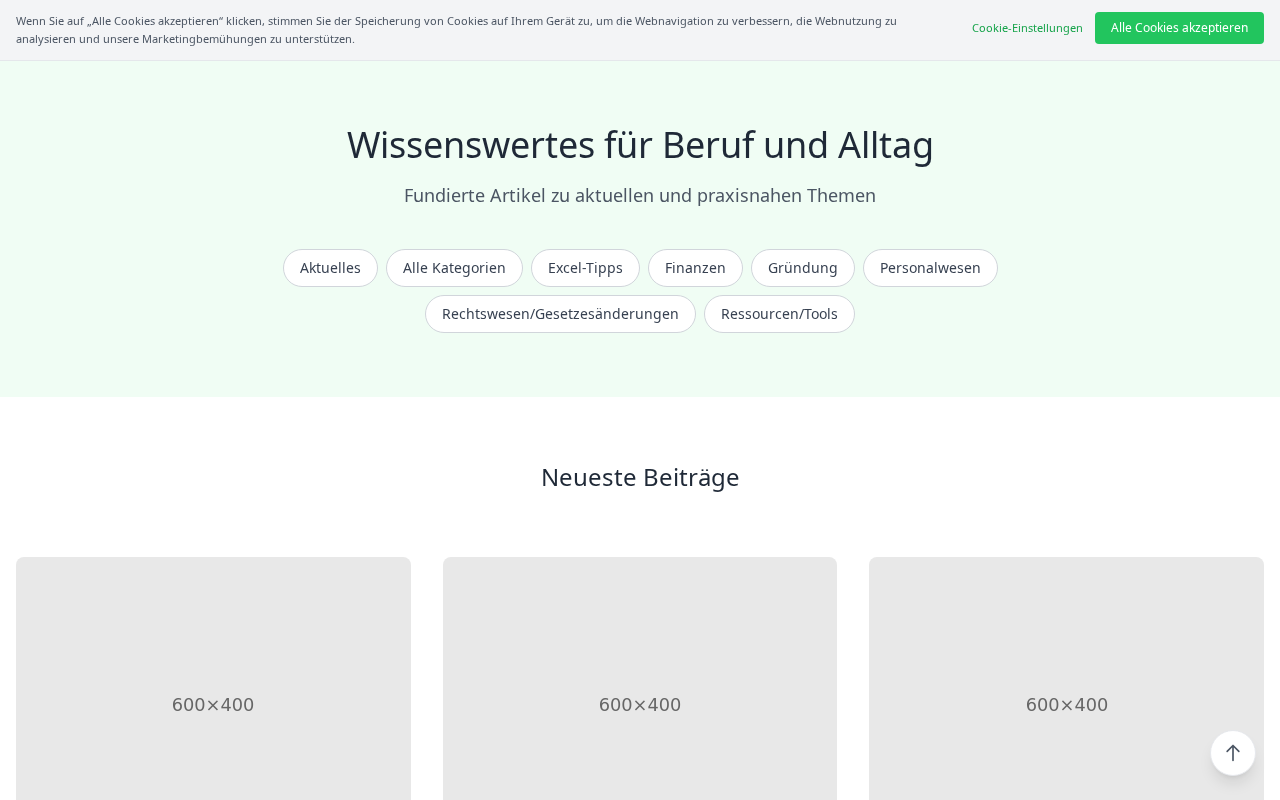 Wenn Sie auf „Alle Cookies akzeptieren“ klicken, stimmen Sie der Speicherung von Cookies auf Ihrem Gerät zu, um die Webnavigation zu verbessern, die Webnutzung zu
analysieren und unsere Marketingbemühungen zu unterstützen.
Cookie-Einstellungen
Alle Cookies akzeptieren
Wissenswertes für Beruf und Alltag
Fundierte Artikel zu aktuellen und praxisnahen Themen
Aktuelles
Alle Kategorien
Excel-Tipps
Finanzen
Gründung
Personalwesen
Rechtswesen/Gesetzesänderungen
Ressourcen/Tools
Neueste Beiträge
600×400
600×400
600×400